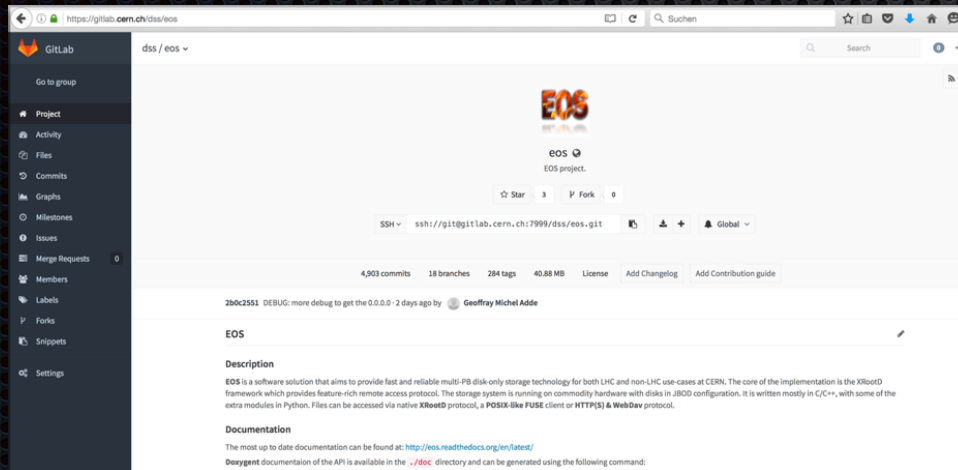 https://gitlab.cern.ch/dss/eos
Suchen
GitLab
dss / eos
Search
0
Go to group
Project
Activity
Files
Commits
Graphs
Milestones
Issues
Merge Requests 0
Members
Labels
Forks
Snippets
Settings
EOS
eos
EOS project.
Star 3 Fork 0
SSH ssh://git@gitlab.cern.ch:7999/dss/eos.git Global
4,903 commits 18 branches 284 tags 40.88 MB License Add Changelog Add Contribution guide
2b0c2551 DEBUG: more debug to get the 0.0.0.0 · 2 days ago by Geoffray Michel Adde
EOS
Description
EOS is a software solution that aims to provide fast and reliable multi-PB disk-only storage technology for both LHC and non-LHC use-cases at CERN. The core of the implementation is the XRootD
framework which provides feature-rich remote access protocol. The storage system is running on commodity hardware with disks in JBOD configuration. It is written mostly in C/C++, with some of the
extra modules in Python. Files can be accessed via native XRootD protocol, a POSIX-like FUSE client or HTTP(S) & WebDav protocol.
Documentation
The most up to date documentation can be found at: http://eos.readthedocs.org/en/latest/
Doxygent documentaion of the API is available in the ./doc directory and can be generated using the following command: